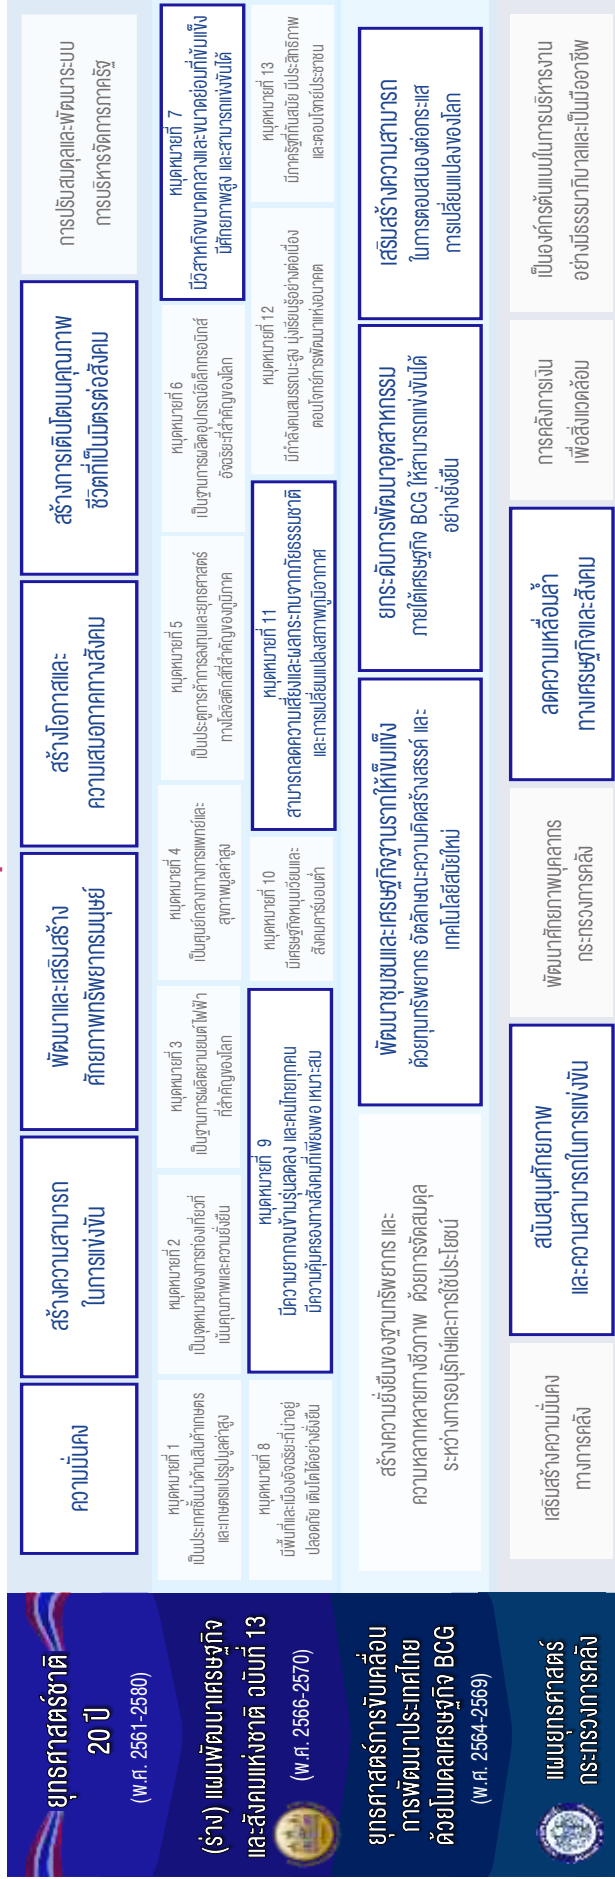 ยุทธศาสตร์ชาติ
20 ปี
(พ.ศ. 2561-2580)
ความมั่นคง
สร้างความสามารถ
ในการแข่งขัน
พัฒนาและเสริมสร้าง
ศักยภาพทรัพยากรมนุษย์
สร้างโอกาสและ
ความเสมอภาคทางสังคม
สร้างการเติบโตบนคุณภาพ
ชีวิตที่เป็นมิตรต่อสังคม
การปรับสมดุลและพัฒนาระบบ
การบริหารจัดการภาครัฐ
(ร่าง) แผนพัฒนาเศรษฐกิจ
และสังคมแห่งชาติ ฉบับที่ 13
(พ.ศ. 2566-2570)
หมุดหมายที่ 1
เป็นประเทศชั้นนำด้านสินค้าเกษตร
และเกษตรแปรรูปมูลค่าสูง
หมุดหมายที่ 2
เป็นจุดหมายของการท่องเที่ยวที่
เน้นคุณภาพและความยั่งยืน
หมุดหมายที่ 3
เป็นฐานการผลิตยานยนต์ไฟฟ้า
ที่สำคัญของโลก
หมุดหมายที่ 4
เป็นศูนย์กลางทางการแพทย์และ
สุขภาพมูลค่าสูง
หมุดหมายที่ 5
เป็นประตูการค้าการลงทุนและยุทธศาสตร์
ทางโลจิสติกส์ที่สำคัญของภูมิภาค
หมุดหมายที่ 6
เป็นฐานการผลิตอุปกรณ์อิเล็กทรอนิกส์
อัจฉริยะที่สำคัญของโลก
หมุดหมายที่ 7
มีวิสาหกิจขนาดกลางและขนาดย่อมที่เข้มแข็ง
มีศักยภาพสูง และสามารถแข่งขันได้
หมุดหมายที่ 8
มีพื้นที่และเมืองอัจฉริยะที่น่าอยู่
ปลอดภัย เติบโตได้อย่างยั่งยืน
หมุดหมายที่ 9
มีความยากจนข้ามรุ่นลดลง และคนไทยทุกคน
มีความคุ้มครองทางสังคมที่เพียงพอ เหมาะสม
หมุดหมายที่ 10
มีเศรษฐกิจหมุนเวียนและ
สังคมคาร์บอนต่ำ
หมุดหมายที่ 11
สามารถลดความเสี่ยงและผลกระทบจากภัยธรรมชาติ
และการเปลี่ยนแปลงสภาพภูมิอากาศ
หมุดหมายที่ 12
มีกำลังคนสมรรถนะสูง มุ่งเรียนรู้อย่างต่อเนื่อง
ตอบโจทย์การพัฒนาแห่งอนาคต
หมุดหมายที่ 13
มีภาครัฐที่ทันสมัย มีประสิทธิภาพ
และตอบโจทย์ประชาชน
ยุทธศาสตร์การขับเคลื่อน
การพัฒนาประเทศไทย
ด้วยโมเดลเศรษฐกิจ BCG
(พ.ศ. 2564-2569)
สร้างความยั่งยืนของฐานทรัพยากร และ
ความหลากหลายทางชีวภาพ ด้วยการจัดสมดุล
ระหว่างการอนุรักษ์และการใช้ประโยชน์
พัฒนาชุมชนและเศรษฐกิจฐานรากให้เข้มแข็ง
ด้วยทุนทรัพยากร อัตลักษณะความคิดสร้างสรรค์ และ
เทคโนโลยีสมัยใหม่
ยกระดับการพัฒนาอุตสาหกรรม
ภายใต้เศรษฐกิจ BCG ให้สามารถแข่งขันได้
อย่างยั่งยืน
เสริมสร้างความสามารถ
ในการตอบสนองต่อกระแส
การเปลี่ยนแปลงของโลก
แผนยุทธศาสตร์
กระทรวงการคลัง
เสริมสร้างความมั่นคง
ทางการคลัง
สนับสนุนศักยภาพ
และความสามารถในการแข่งขัน
พัฒนาศักยภาพบุคลากร
กระทรวงการคลัง
ลดความเหลื่อมล้ำ
ทางเศรษฐกิจและสังคม
การคลังการเงิน
เพื่อสิ่งแวดล้อม
เป็นองค์กรต้นแบบในการบริหารงาน
อย่างมีธรรมาภิบาลและเป็นมืออาชีพ